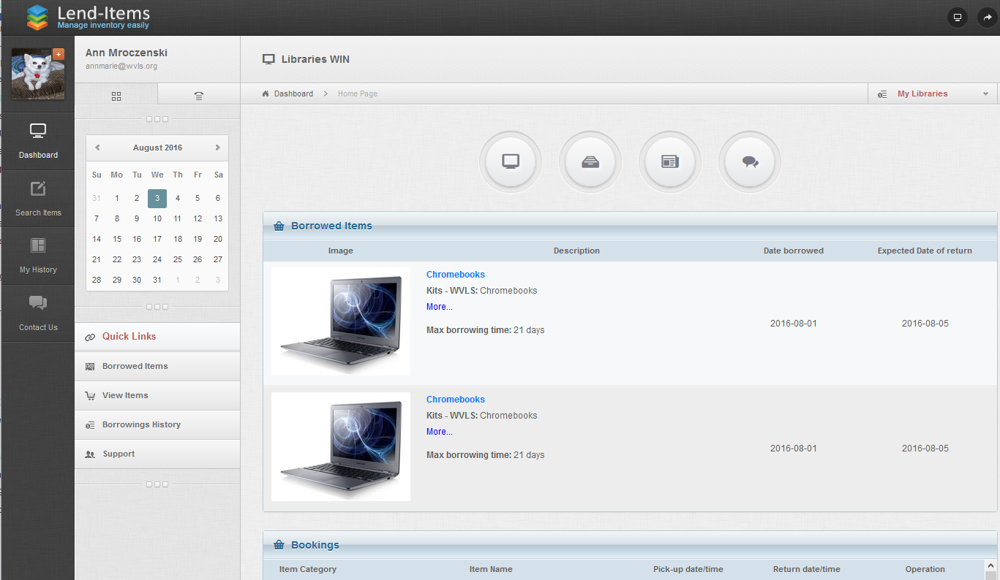 Lend-Items
Manage inventory easily
Ann Mroczenski
annmarie@wvls.org
Libraries WIN
Dashboard
Home Page
My Libraries
Dashboard
Search Items
My History
Contact Us
August 2016
Su Mo Tu We Th Fr Sa
31 1 2 3 4 5 6
7 8 9 10 11 12 13
14 15 16 17 18 19 20
21 22 23 24 25 26 27
28 29 30 31 1 2 3
Quick Links
Borrowed Items
View Items
Borrowings History
Support
Borrowed Items
Image Description Date borrowed Expected Date of return
Chromebooks
Kits - WVLS: Chromebooks
More...
Max borrowing time: 21 days
2016-08-01 2016-08-05
Chromebooks
Kits - WVLS: Chromebooks
More...
Max borrowing time: 21 days
2016-08-01 2016-08-05
Bookings
Item Category Item Name Pick-up date/time Return date/time Operation